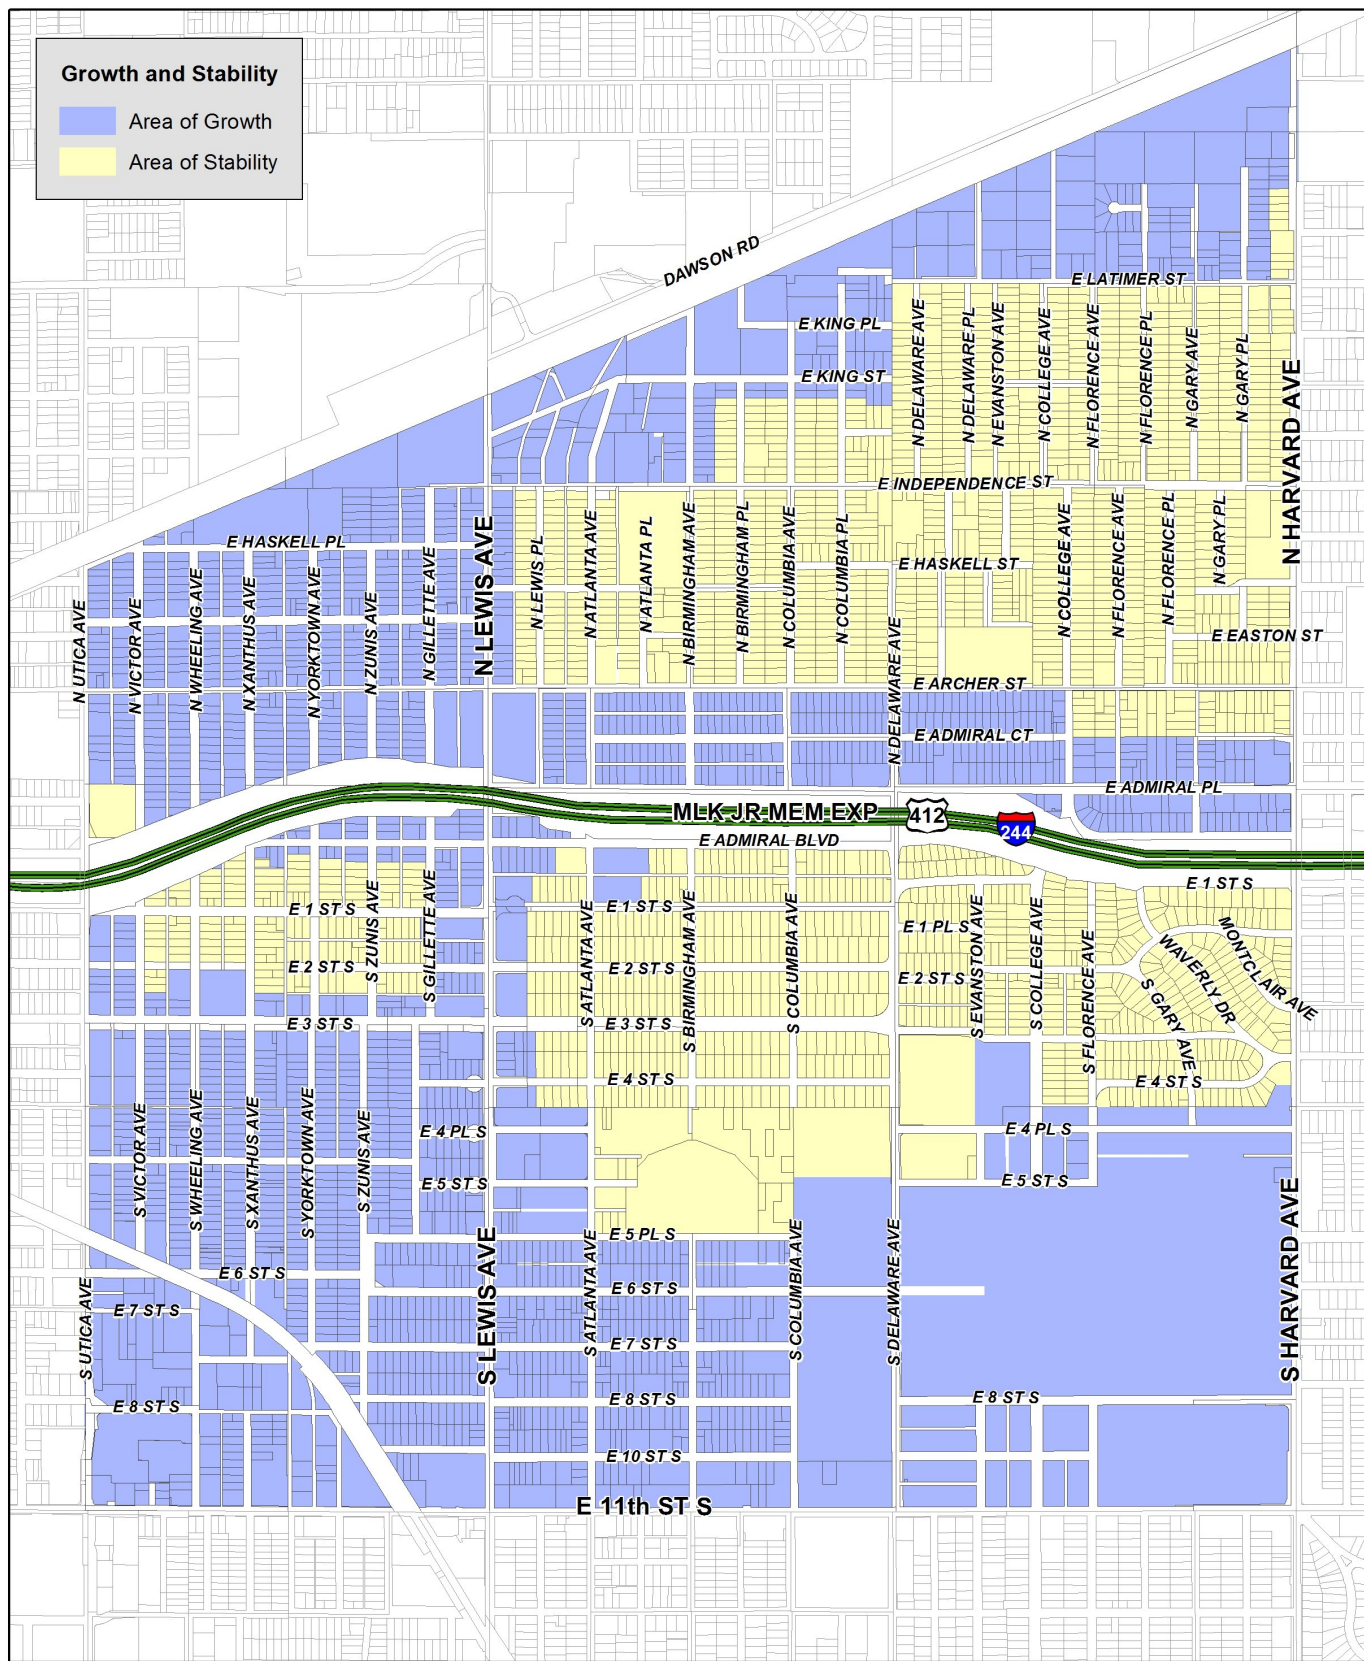 Growth and Stability
Area of Growth
Area of Stability
DAWSON RD
E LATIMER ST
E KING PL
E KING ST
N DELAWARE AVE
N DELAWARE PL
N EVANSTON AVE
N COLLEGE AVE
N FLORENCE AVE
N FLORENCE PL
N GARY AVE
N GARY PL
N HARVARD AVE
E INDEPENDENCE ST
E HASKELL PL
N LEWIS AVE
N LEWIS PL
N ATLANTA AVE
N ATLANTA PL
N BIRMINGHAM AVE
N BIRMINGHAM PL
N COLUMBIA AVE
N COLUMBIA PL
E HASKELL ST
N COLLEGE AVE
N FLORENCE AVE
N FLORENCE PL
N GARY PL
N UTICA AVE
N VICTOR AVE
N WHEELING AVE
N XANTHUS AVE
N YORKTOWN AVE
N ZUNIS AVE
N GILLETTE AVE
N DELAWARE AVE
E EASTON ST
E ARCHER ST
E ADMIRAL CT
E ADMIRAL PL
MLK JR MEM EXP
412
244
E ADMIRAL BLVD
E 1 ST S
E 1 ST S
E 1 ST S
E 1 PL S
S ZUNIS AVE
S GILLETTE AVE
S ATLANTA AVE
S BIRMINGHAM AVE
S COLUMBIA AVE
S EVANSTON AVE
S COLLEGE AVE
S FLORENCE AVE
WAVERLY DR
MONTCLAIR AVE
S GARY AVE
E 2 ST S
E 2 ST S
E 2 ST S
E 3 ST S
E 3 ST S
E 4 ST S
E 4 ST S
E 4 PL S
E 4 PL S
S VICTOR AVE
S WHEELING AVE
S XANTHUS AVE
S YORKTOWN AVE
S ZUNIS AVE
E 5 ST S
E 5 ST S
E 5 PL S
S LEWIS AVE
S ATLANTA AVE
S COLUMBIA AVE
S DELAWARE AVE
S HARVARD AVE
S UTICA AVE
E 6 ST S
E 6 ST S
E 7 ST S
E 7 ST S
E 8 ST S
E 8 ST S
E 8 ST S
E 10 ST S
E 11th ST S